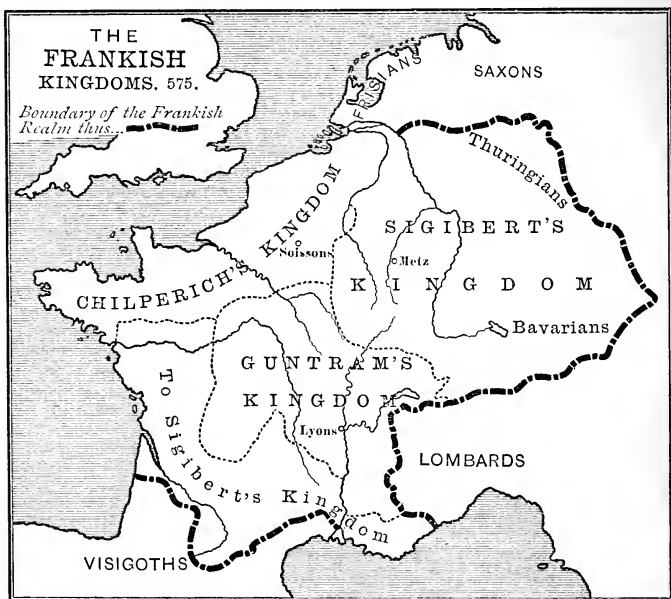 THE
FRANKISH
KINGDOMS. 575.
Boundary of the Frankish
Realm thus...
FRISIANS
SAXONS
Thuringians
CHILPERICH'S KINGDOM
Soissons
SIGIBERT'S
Metz
KINGDOM
Bavarians
GUNTRAM'S
KINGDOM
Lyons
To Sigibert's Kingdom
LOMBARDS
VISIGOTHS